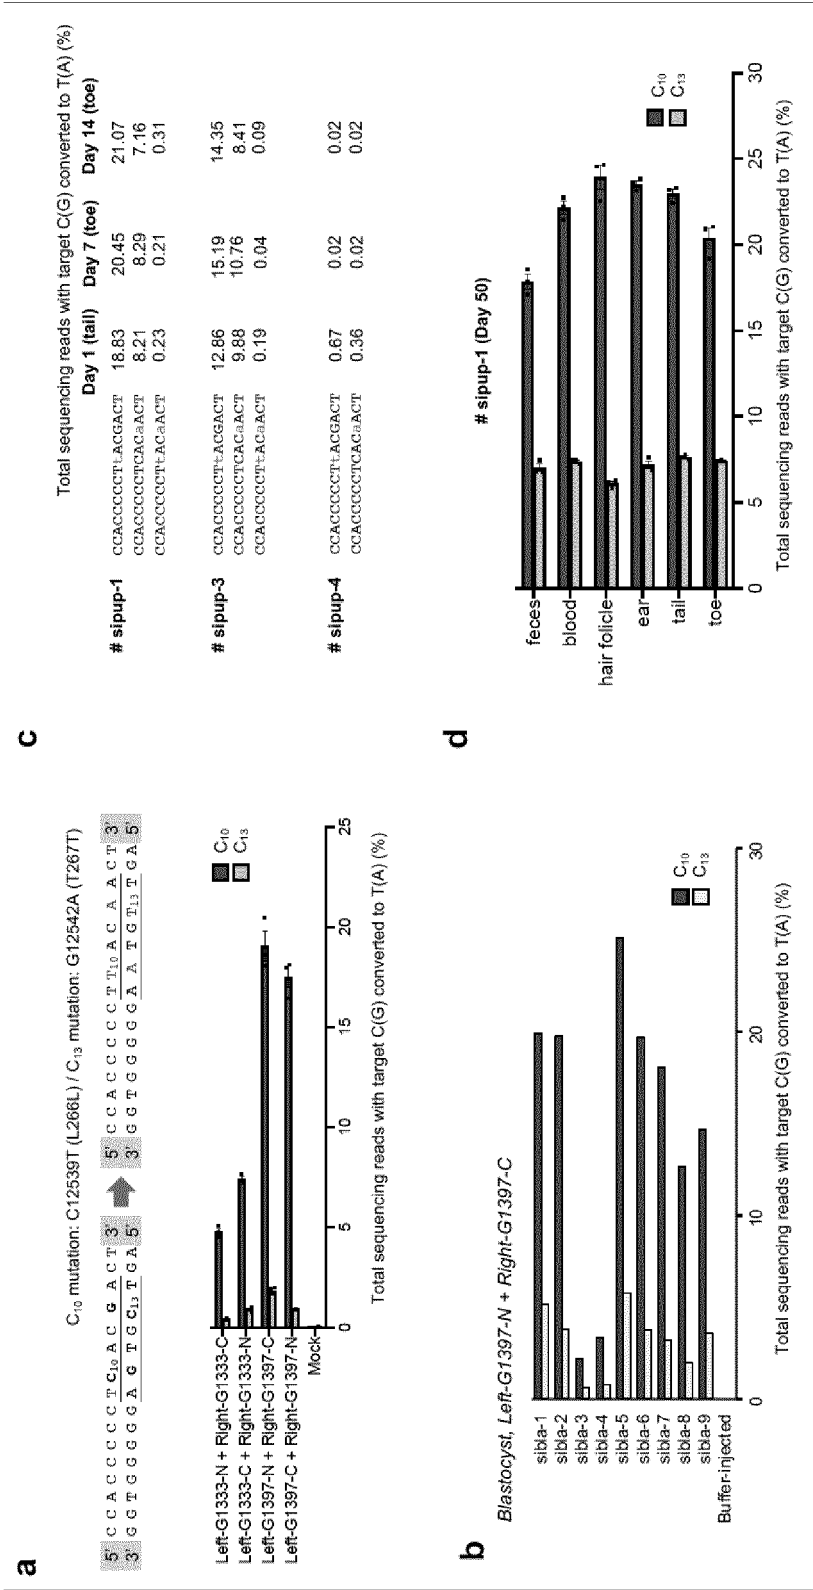 a
C10 mutation: C12539T (L266L) / C13 mutation: G12542A (T267T)
5' C C A C C C C C T C10 A C G A C T 3'
3' G G T G G G G G A G T G C13 T G A 5'
5' C C A C C C C C T T10 A C A A C T 3'
3' G G T G G G G G A A T G T13 T G A 5'
C10
C13
Left-G1333-N + Right-G1333-C
Left-G1333-C + Right-G1333-N
Left-G1397-N + Right-G1397-C
Left-G1397-C + Right-G1397-N
Mock
0 5 10 15 20 25
Total sequencing reads with target C(G) converted to T(A) (%)
b
Blastocyst, Left-G1397-N + Right-G1397-C
sibla-1
sibla-2
sibla-3
sibla-4
sibla-5
sibla-6
sibla-7
sibla-8
sibla-9
Buffer-injected
C10
C13
0 10 20 30
Total sequencing reads with target C(G) converted to T(A) (%)
c
Total sequencing reads with target C(G) converted to T(A) (%)
Day 1 (tail) Day 7 (toe) Day 14 (toe)
# sipup-1 CCACCCCCTtACGACT 18.83 20.45 21.07
CCACCCCCTCACaACT 8.21 8.29 7.16
CCACCCCCTtACaACT 0.23 0.21 0.31
# sipup-3 CCACCCCCTtACGACT 12.86 15.19 14.35
CCACCCCCTCACaACT 9.88 10.76 8.41
CCACCCCCTtACaACT 0.19 0.04 0.09
# sipup-4 CCACCCCCTtACGACT 0.67 0.02 0.02
CCACCCCCTCACaACT 0.36 0.02 0.02
d
# sipup-1 (Day 50)
C10
C13
feces
blood
hair folicle
ear
tail
toe
0 5 10 15 20 25 30
Total sequencing reads with target C(G) converted to T(A) (%)